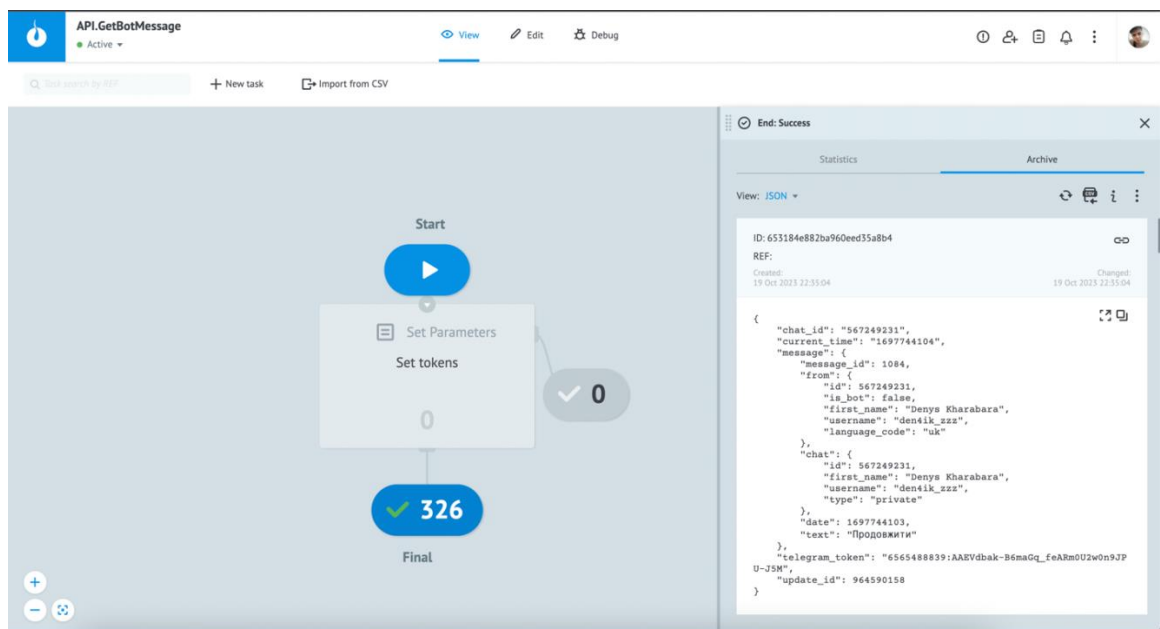 API.GetBotMessage
Active
View
Edit
Debug
Task search by REF
New task
Import from CSV
End: Success
Statistics
Archive
View: JSON
ID: 653184e882ba960eed35a8b4
REF:
Created:
Changed:
19 Oct 2023 22:35:04
19 Oct 2023 22:35:04
Start
Set Parameters
Set tokens
0
0
326
Final
{
"chat_id": "567249231",
"current_time": "1697744104",
"message": {
"message_id": 1084,
"from": {
"id": 567249231,
"is_bot": false,
"first_name": "Denys Kharabara",
"username": "den4ik_zzz",
"language_code": "uk"
},
"chat": {
"id": 567249231,
"first_name": "Denys Kharabara",
"username": "den4ik_zzz",
"type": "private"
},
"date": 1697744103,
"text": "Продовжити"
},
"telegram_token": "6565488839:AAEVdbak-B6maGq_feARm0U2w0n9JP
U-J5M",
"update_id": 964590158
}